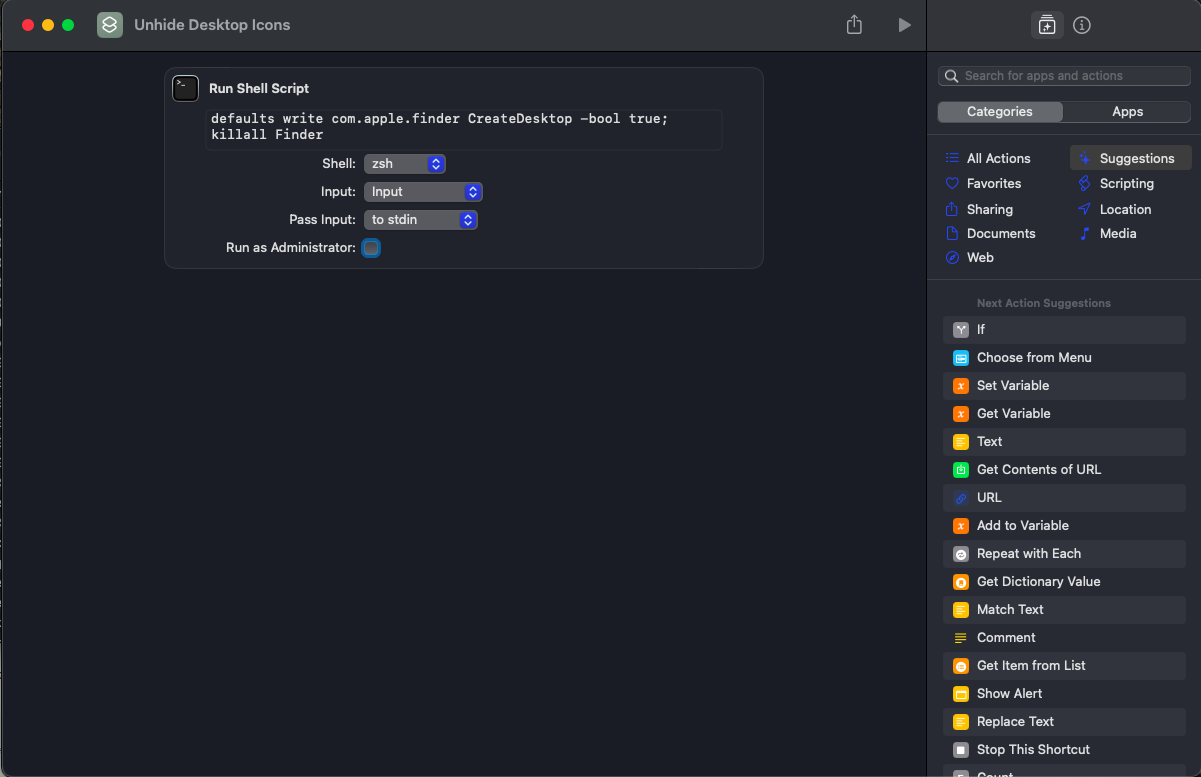 Unhide Desktop Icons
Run Shell Script
defaults write com.apple.finder CreateDesktop -bool true;
killall Finder
Shell: zsh
Input: Input
Pass Input: to stdin
Run as Administrator:
Search for apps and actions
Categories Apps
All Actions Suggestions
Favorites Scripting
Sharing Location
Documents Media
Web
Next Action Suggestions
If
Choose from Menu
Set Variable
Get Variable
Text
Get Contents of URL
URL
Add to Variable
Repeat with Each
Get Dictionary Value
Match Text
Comment
Get Item from List
Show Alert
Replace Text
Stop This Shortcut
Count